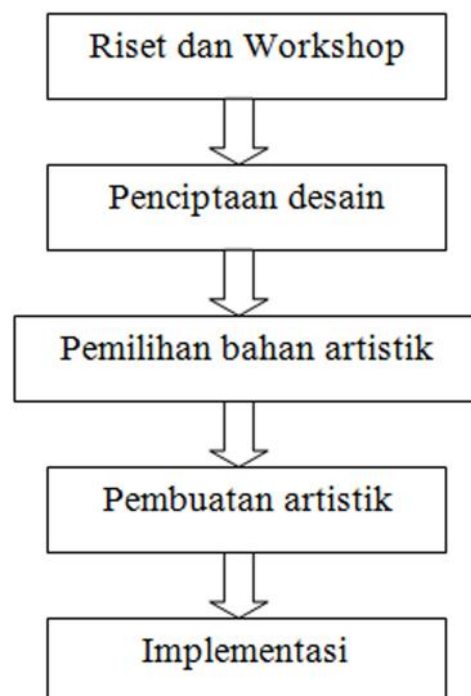 Riset dan Workshop
Penciptaan desain
Pemilihan bahan artistik
Pembuatan artistik
Implementasi